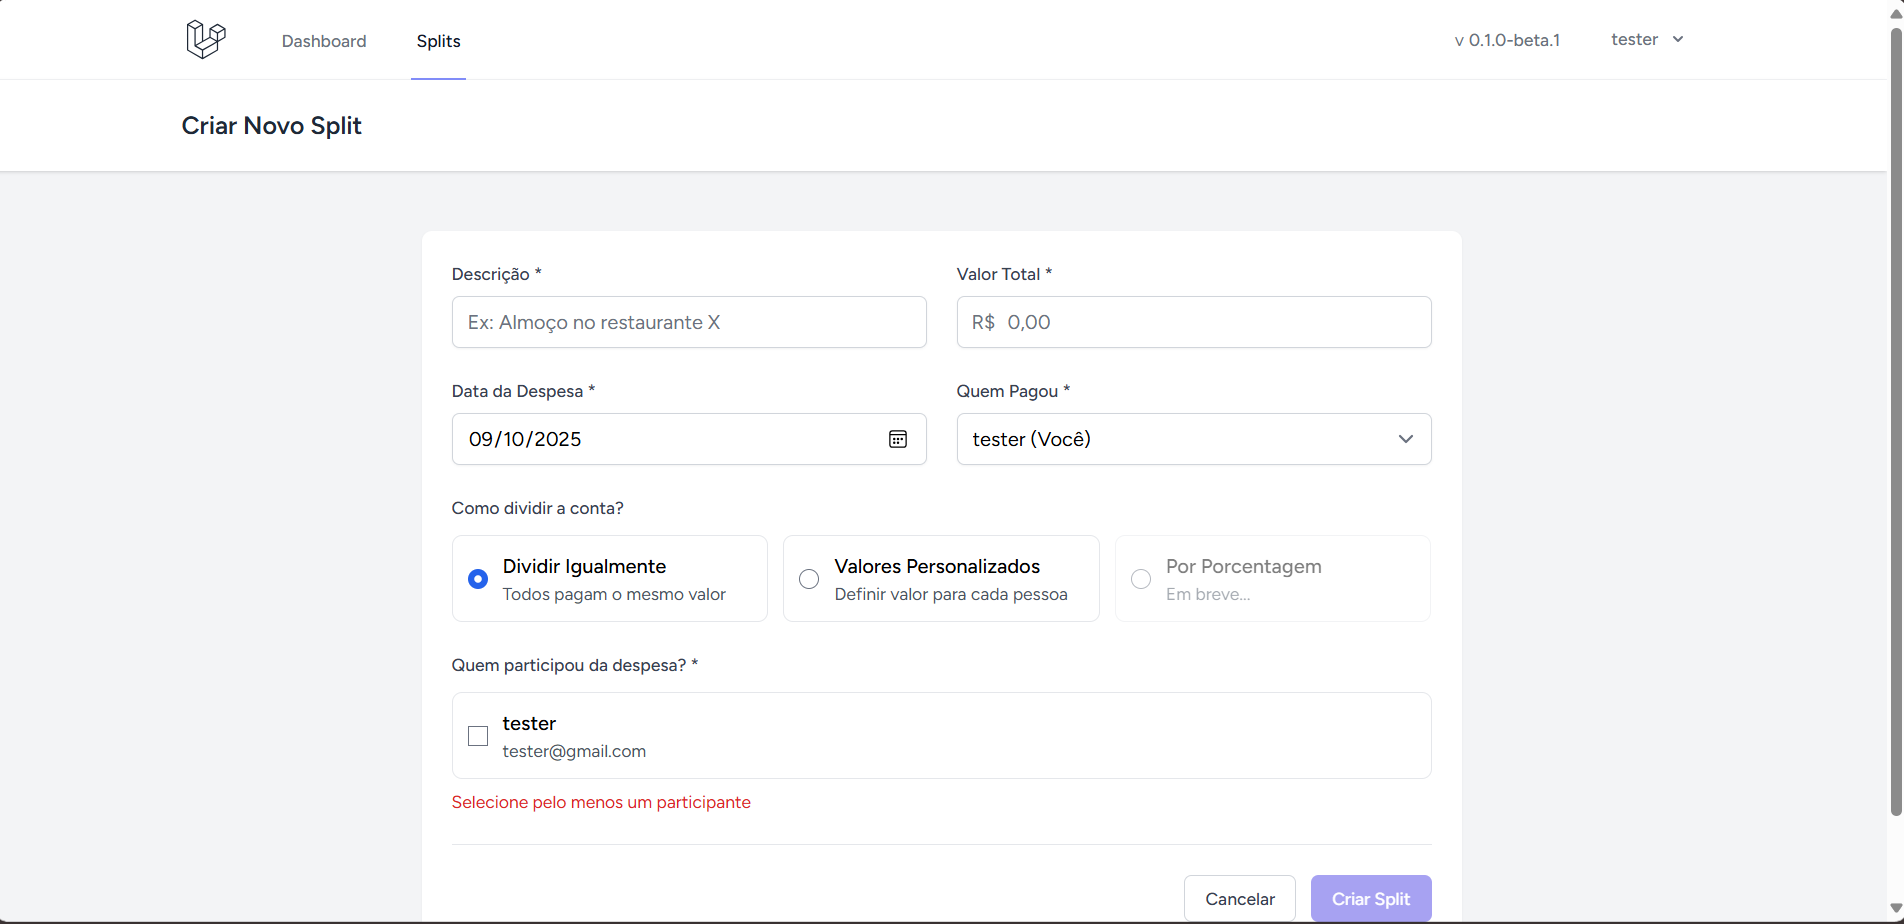 Dashboard
Splits
v 0.1.0-beta.1
tester
Criar Novo Split
Descrição *
Valor Total *
Ex: Almoço no restaurante X
R$ 0,00
Data da Despesa *
Quem Pagou *
09/10/2025
tester (Você)
Como dividir a conta?
Dividir Igualmente
Todos pagam o mesmo valor
Valores Personalizados
Definir valor para cada pessoa
Por Porcentagem
Em breve...
Quem participou da despesa? *
tester
tester@gmail.com
Selecione pelo menos um participante
Cancelar
Criar Split